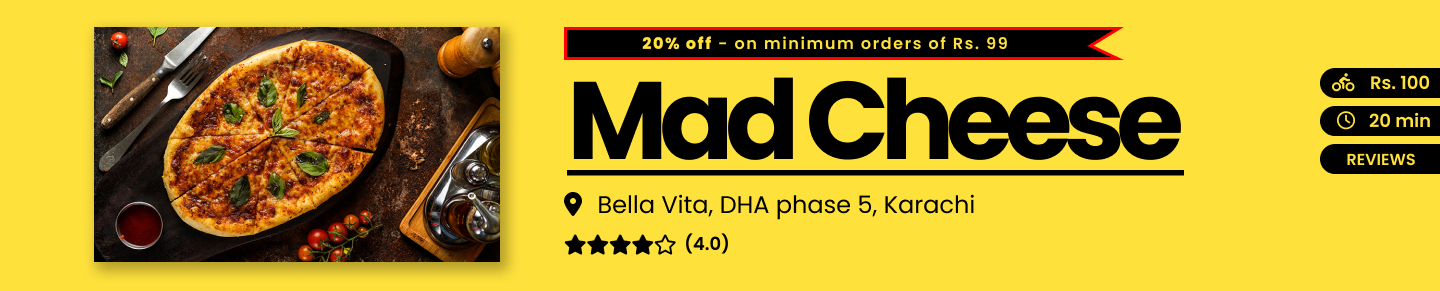 20% off - on minimum orders of Rs. 99
Mad Cheese
Bella Vita, DHA phase 5, Karachi
(4.0)
Rs. 100
20 min
REVIEWS